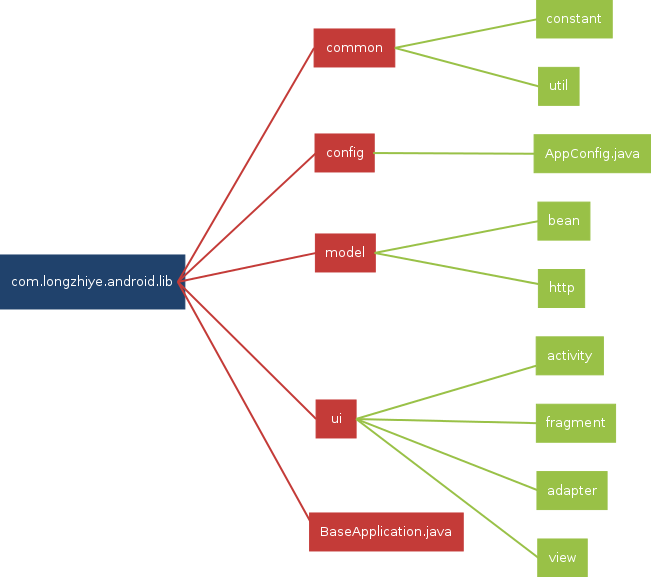 com.longzhiye.android.lib
common
constant
util
config
AppConfig.java
model
bean
http
ui
activity
fragment
adapter
view
BaseApplication.java